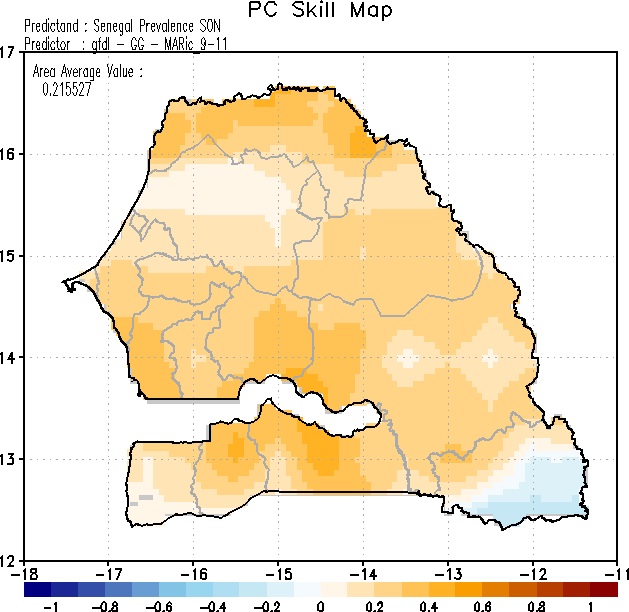 PC Skill Map
Predictand : Senegal Prevalence SON
Predictor : gfdl - GG - MARic_9-11
Area Average Value :
0.215527
17
16
15
14
13
12
-18 -17 -16 -15 -14 -13 -12 -11
-1 -0.8 -0.6 -0.4 -0.2 0 0.2 0.4 0.6 0.8 1